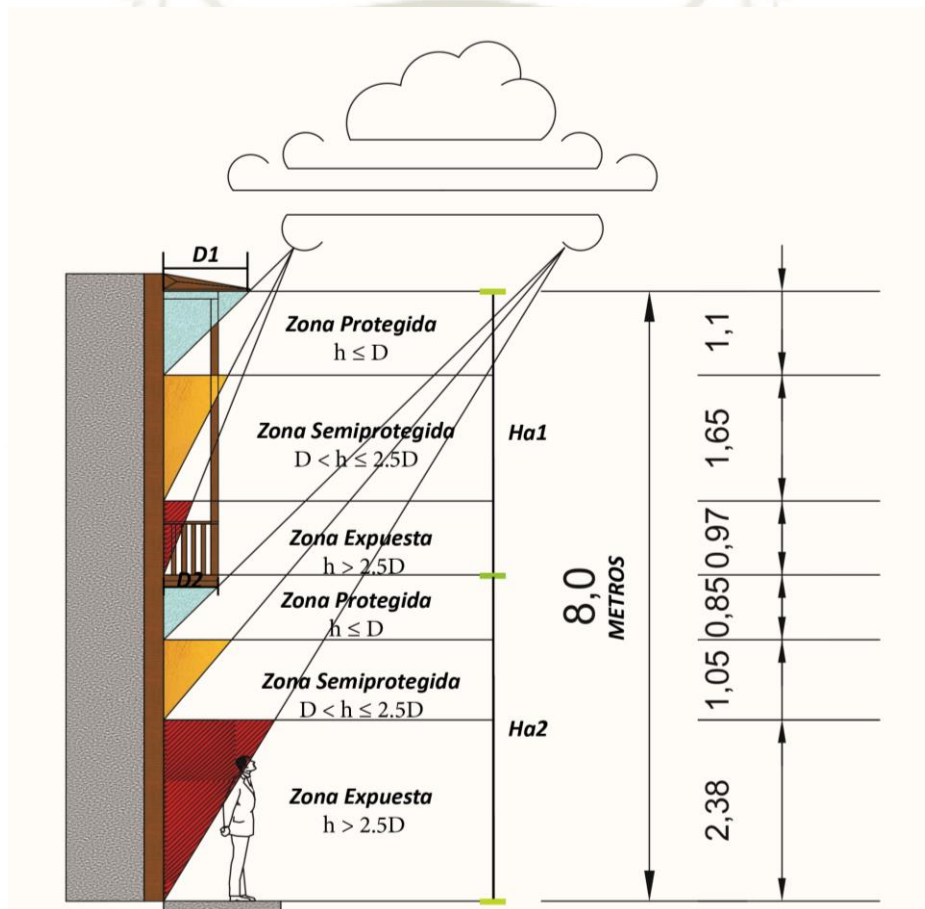 D1
Zona Protegida
h ≤ D
1,1
Zona Semiprotegida
D < h ≤ 2.5D
Ha1
1,65
Zona Expuesta
h > 2.5D
0,97
D2
8,0
METROS
Zona Protegida
h ≤ D
0,85
Zona Semiprotegida
D < h ≤ 2.5D
1,05
Ha2
Zona Expuesta
h > 2.5D
2,38